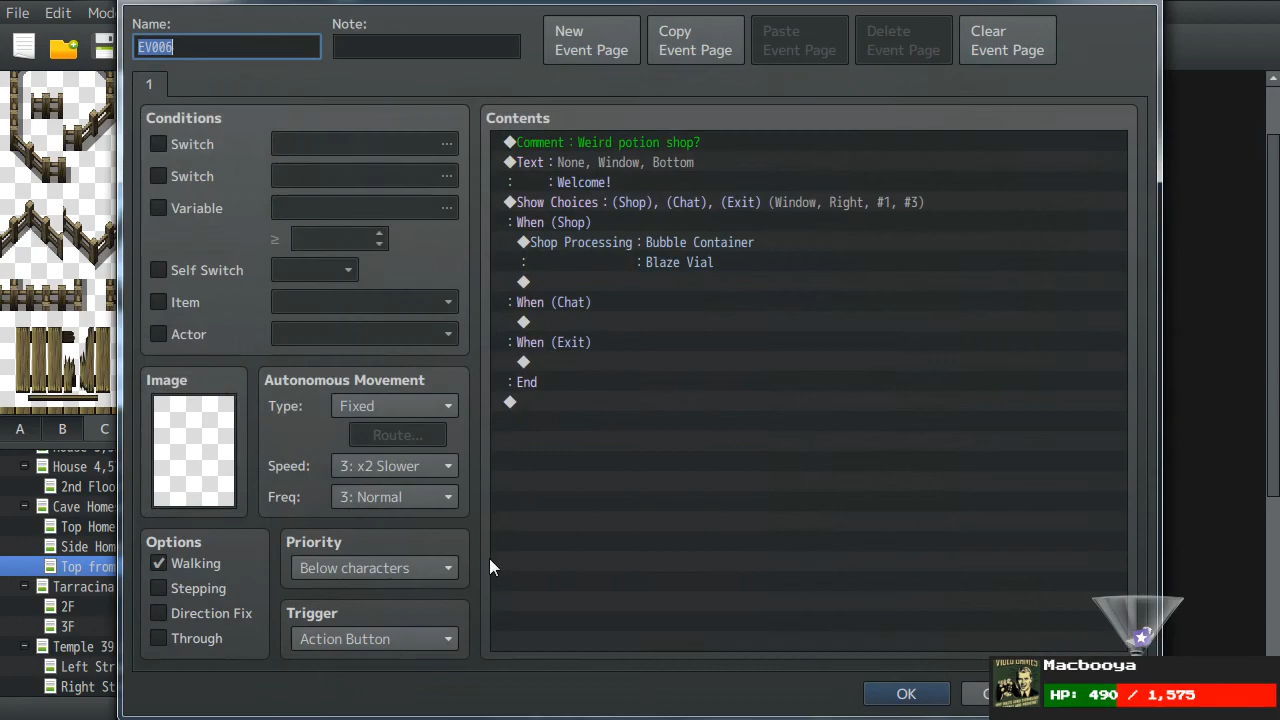 File Edit Mod
Name:
Note:
EV006
New
Event Page
Copy
Event Page
Paste
Event Page
Delete
Event Page
Clear
Event Page
1
Conditions
Switch
...
Switch
...
Variable
...
≥
Self Switch
Item
Actor
Image
Autonomous Movement
Type:
Fixed
Route...
Speed:
3: x2 Slower
Freq:
3: Normal
Options
Walking
Stepping
Direction Fix
Through
Priority
Below characters
Trigger
Action Button
Contents
◆Comment : Weird potion shop?
◆Text : None, Window, Bottom
: : Welcome!
◆Show Choices : (Shop), (Chat), (Exit) (Window, Right, #1, #3)
: When (Shop)
◆Shop Processing : Bubble Container
: : Blaze Vial
◆
: When (Chat)
◆
: When (Exit)
◆
: End
◆
A B C
House 4,5
2nd Floo
Cave Home
Top Home
Side Hom
Top from
Tarracina
2F
3F
Temple 39
Left Str
Right St
OK
VIDEO GAMES
Macbooya
HP: 490 / 1,575